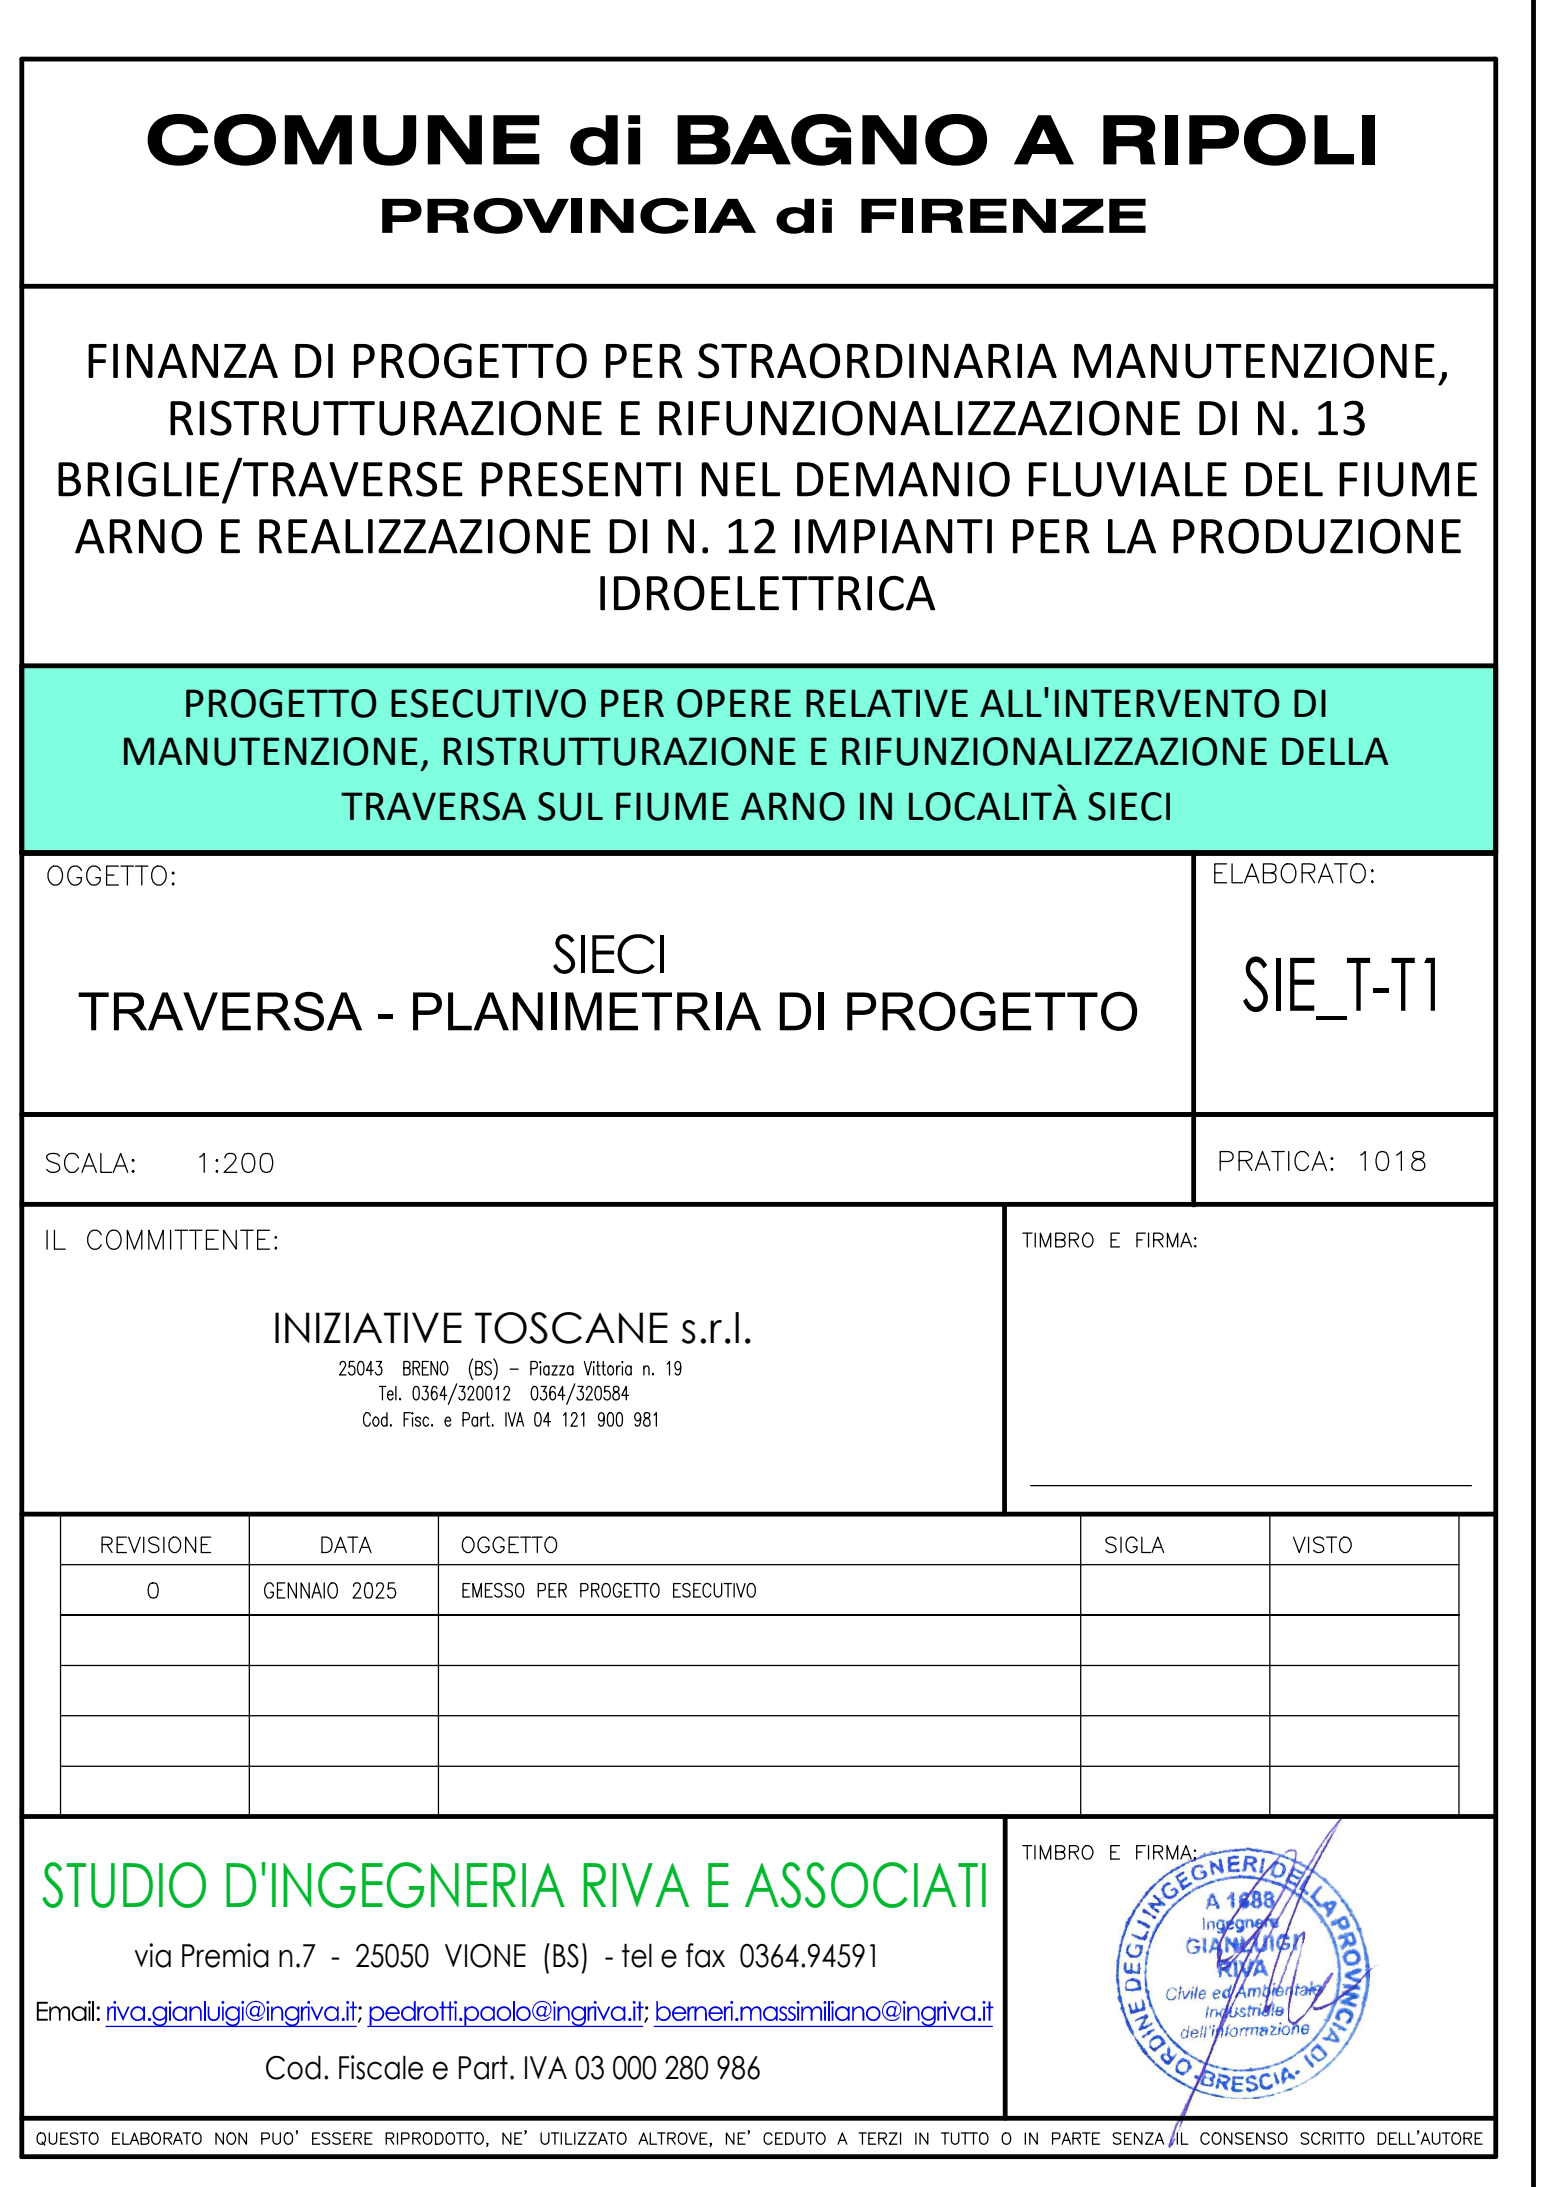 COMUNE di BAGNO A RIPOLI
PROVINCIA di FIRENZE
FINANZA DI PROGETTO PER STRAORDINARIA MANUTENZIONE,
RISTRUTTURAZIONE E RIFUNZIONALIZZAZIONE DI N. 13
BRIGLIE/TRAVERSE PRESENTI NEL DEMANIO FLUVIALE DEL FIUME
ARNO E REALIZZAZIONE DI N. 12 IMPIANTI PER LA PRODUZIONE
IDROELETTRICA
PROGETTO ESECUTIVO PER OPERE RELATIVE ALL'INTERVENTO DI
MANUTENZIONE, RISTRUTTURAZIONE E RIFUNZIONALIZZAZIONE DELLA
TRAVERSA SUL FIUME ARNO IN LOCALITÀ SIECI
OGGETTO:
SIECI
TRAVERSA - PLANIMETRIA DI PROGETTO
ELABORATO:
SIE_T-T1
SCALA: 1:200
PRATICA: 1018
IL COMMITTENTE:
INIZIATIVE TOSCANE s.r.l.
25043 BRENO (BS) – Piazza Vittoria n. 19
Tel. 0364/320012 0364/320584
Cod. Fisc. e Part. IVA 04 121 900 981
TIMBRO E FIRMA:
REVISIONE DATA OGGETTO SIGLA VISTO
0 GENNAIO 2025 EMESSO PER PROGETTO ESECUTIVO
STUDIO D'INGEGNERIA RIVA E ASSOCIATI
via Premia n.7 - 25050 VIONE (BS) - tel e fax 0364.94591
Email: riva.gianluigi@ingriva.it; pedrotti.paolo@ingriva.it; berneri.massimiliano@ingriva.it
Cod. Fiscale e Part. IVA 03 000 280 986
TIMBRO E FIRMA:
ORDINE DEGLI INGEGNERI DELLA PROVINCIA DI
-BRESCIA-
A 1688
Ingegnere
GIANLUIGI
RIVA
Civile ed Ambientale
Industriale
dell'informazione
QUESTO ELABORATO NON PUO' ESSERE RIPRODOTTO, NE' UTILIZZATO ALTROVE, NE' CEDUTO A TERZI IN TUTTO O IN PARTE SENZA IL CONSENSO SCRITTO DELL'AUTORE